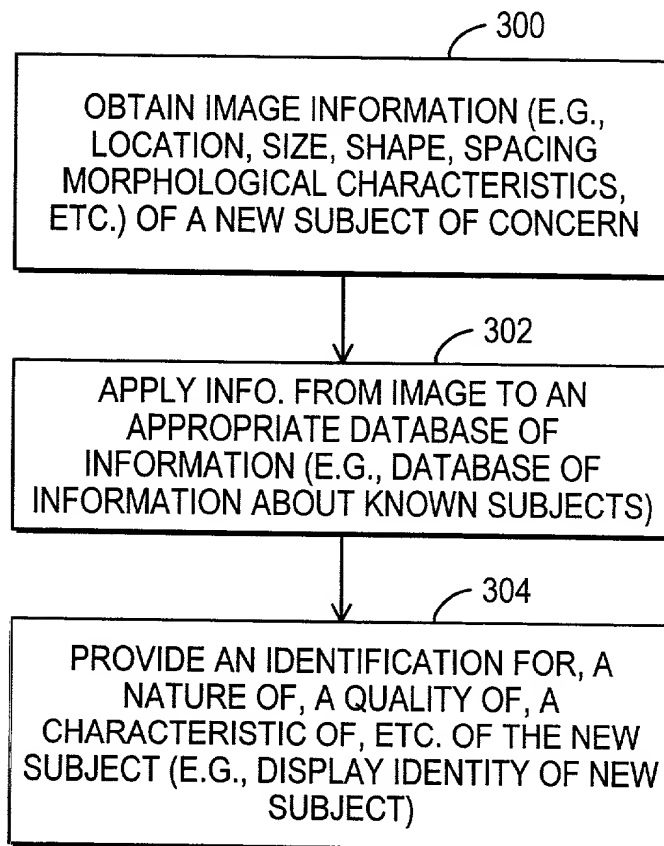 300
OBTAIN IMAGE INFORMATION (E.G.,
LOCATION, SIZE, SHAPE, SPACING
MORPHOLOGICAL CHARACTERISTICS,
ETC.) OF A NEW SUBJECT OF CONCERN
302
APPLY INFO. FROM IMAGE TO AN
APPROPRIATE DATABASE OF
INFORMATION (E.G., DATABASE OF
INFORMATION ABOUT KNOWN SUBJECTS)
304
PROVIDE AN IDENTIFICATION FOR, A
NATURE OF, A QUALITY OF, A
CHARACTERISTIC OF, ETC. OF THE NEW
SUBJECT (E.G., DISPLAY IDENTITY OF NEW
SUBJECT)